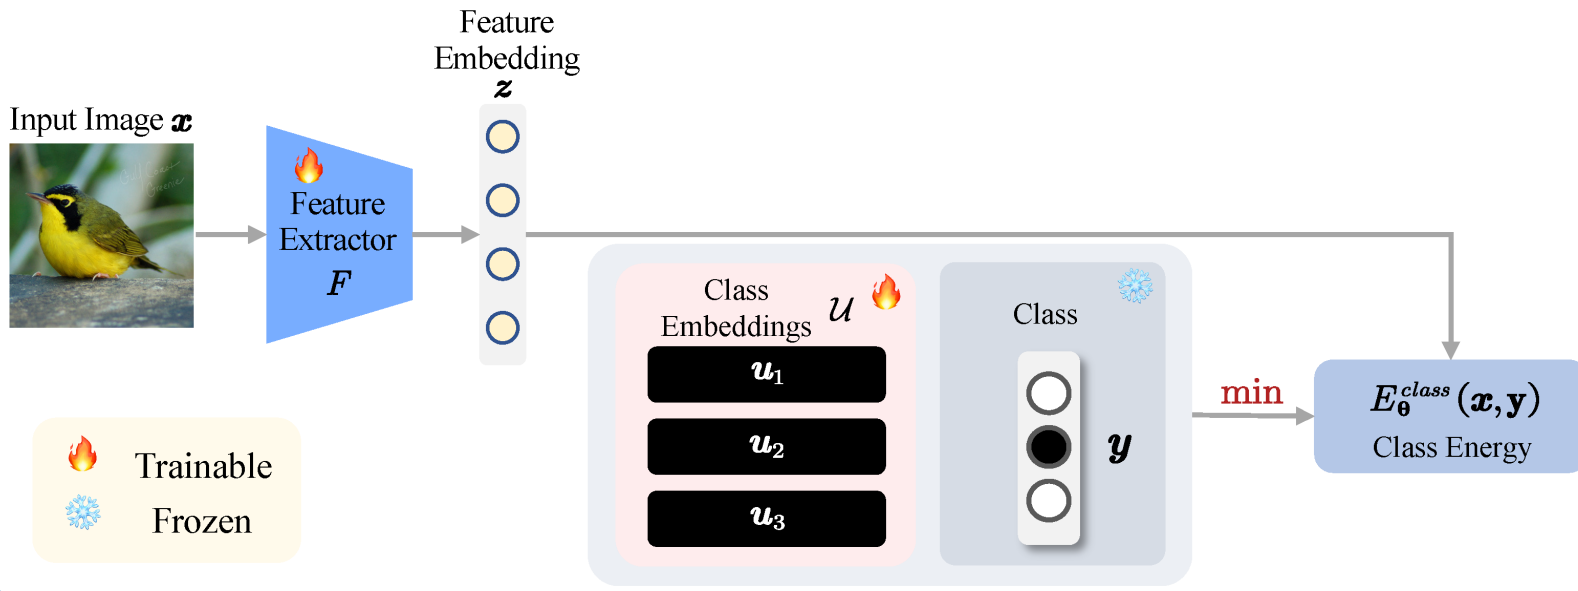 Feature
Embedding
z
Input Image x
Feature
Extractor
F
Class
Embeddings U
u1
u2
u3
Class
y
min
E_θ^class (x, y)
Class Energy
Trainable
Frozen